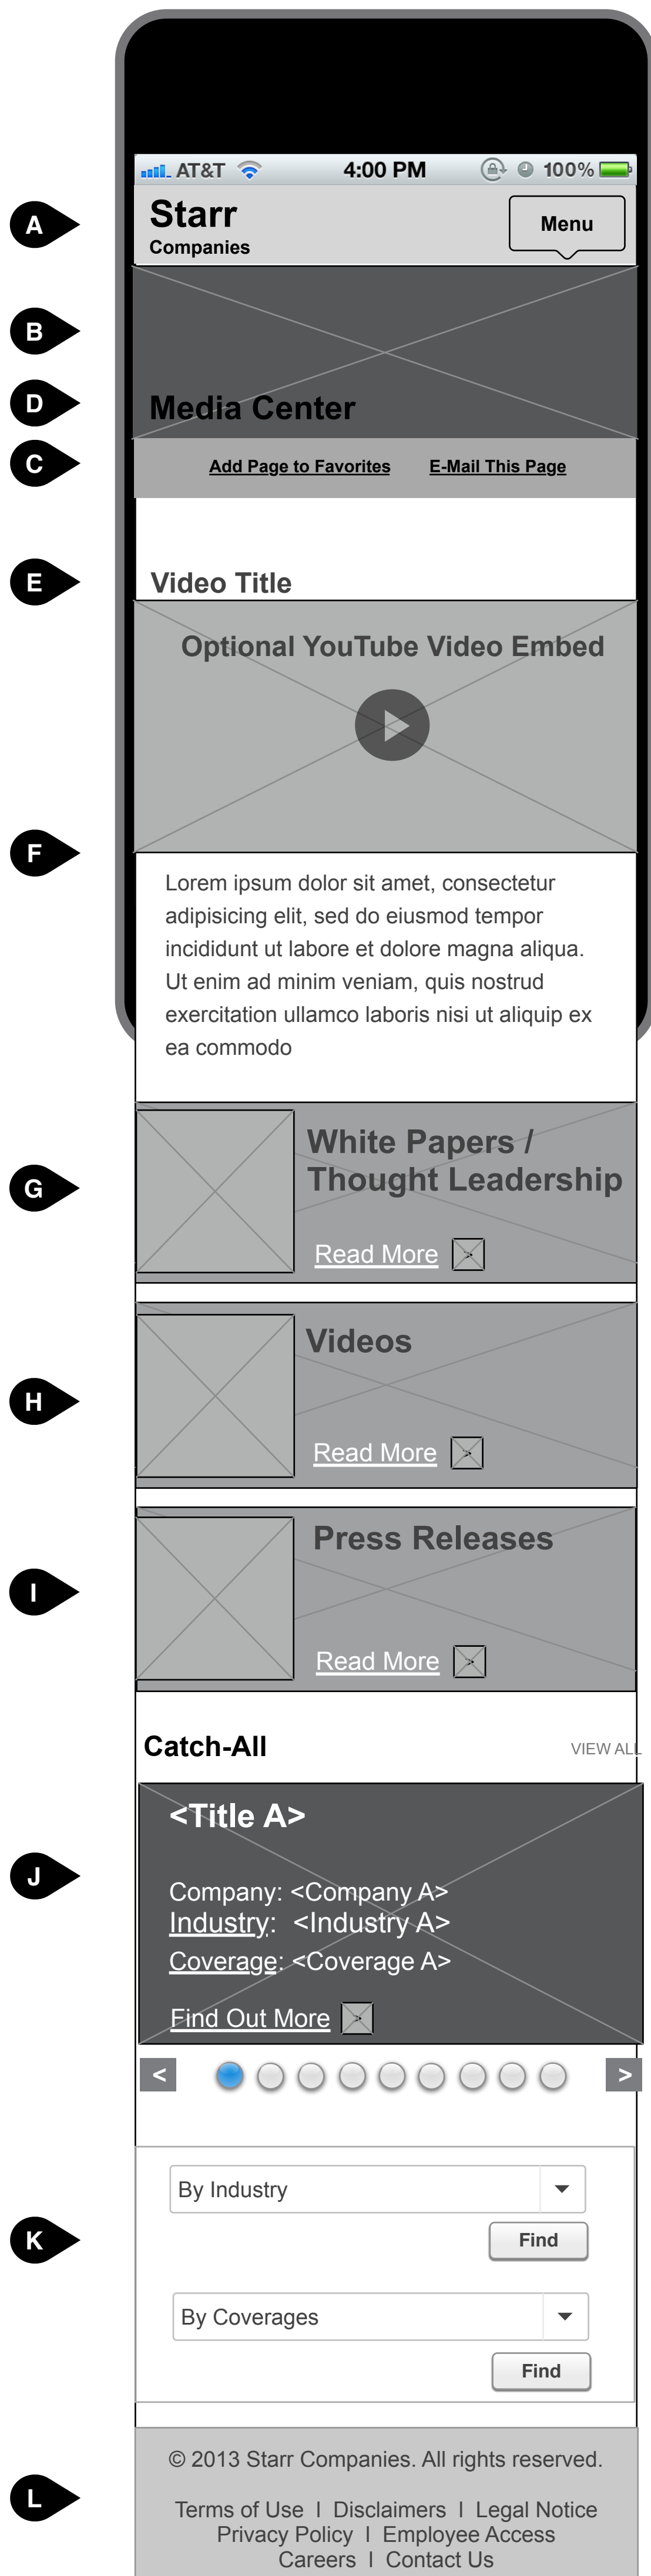 AT&T 4:00 PM 100%
A
Starr
Companies
Menu
B
D
Media Center
C
Add Page to Favorites E-Mail This Page
E
Video Title
Optional YouTube Video Embed
F
Lorem ipsum dolor sit amet, consectetur
adipisicing elit, sed do eiusmod tempor
incididunt ut labore et dolore magna aliqua.
Ut enim ad minim veniam, quis nostrud
exercitation ullamco laboris nisi ut aliquip ex
ea commodo
G
White Papers /
Thought Leadership
Read More >
H
Videos
Read More >
I
Press Releases
Read More >
Catch-All VIEW ALL
J
<Title A>
Company: <Company A>
Industry: <Industry A>
Coverage: <Coverage A>
Find Out More >
< >
K
By Industry
Find
By Coverages
Find
L
© 2013 Starr Companies. All rights reserved.
Terms of Use | Disclaimers | Legal Notice
Privacy Policy | Employee Access
Careers | Contact Us